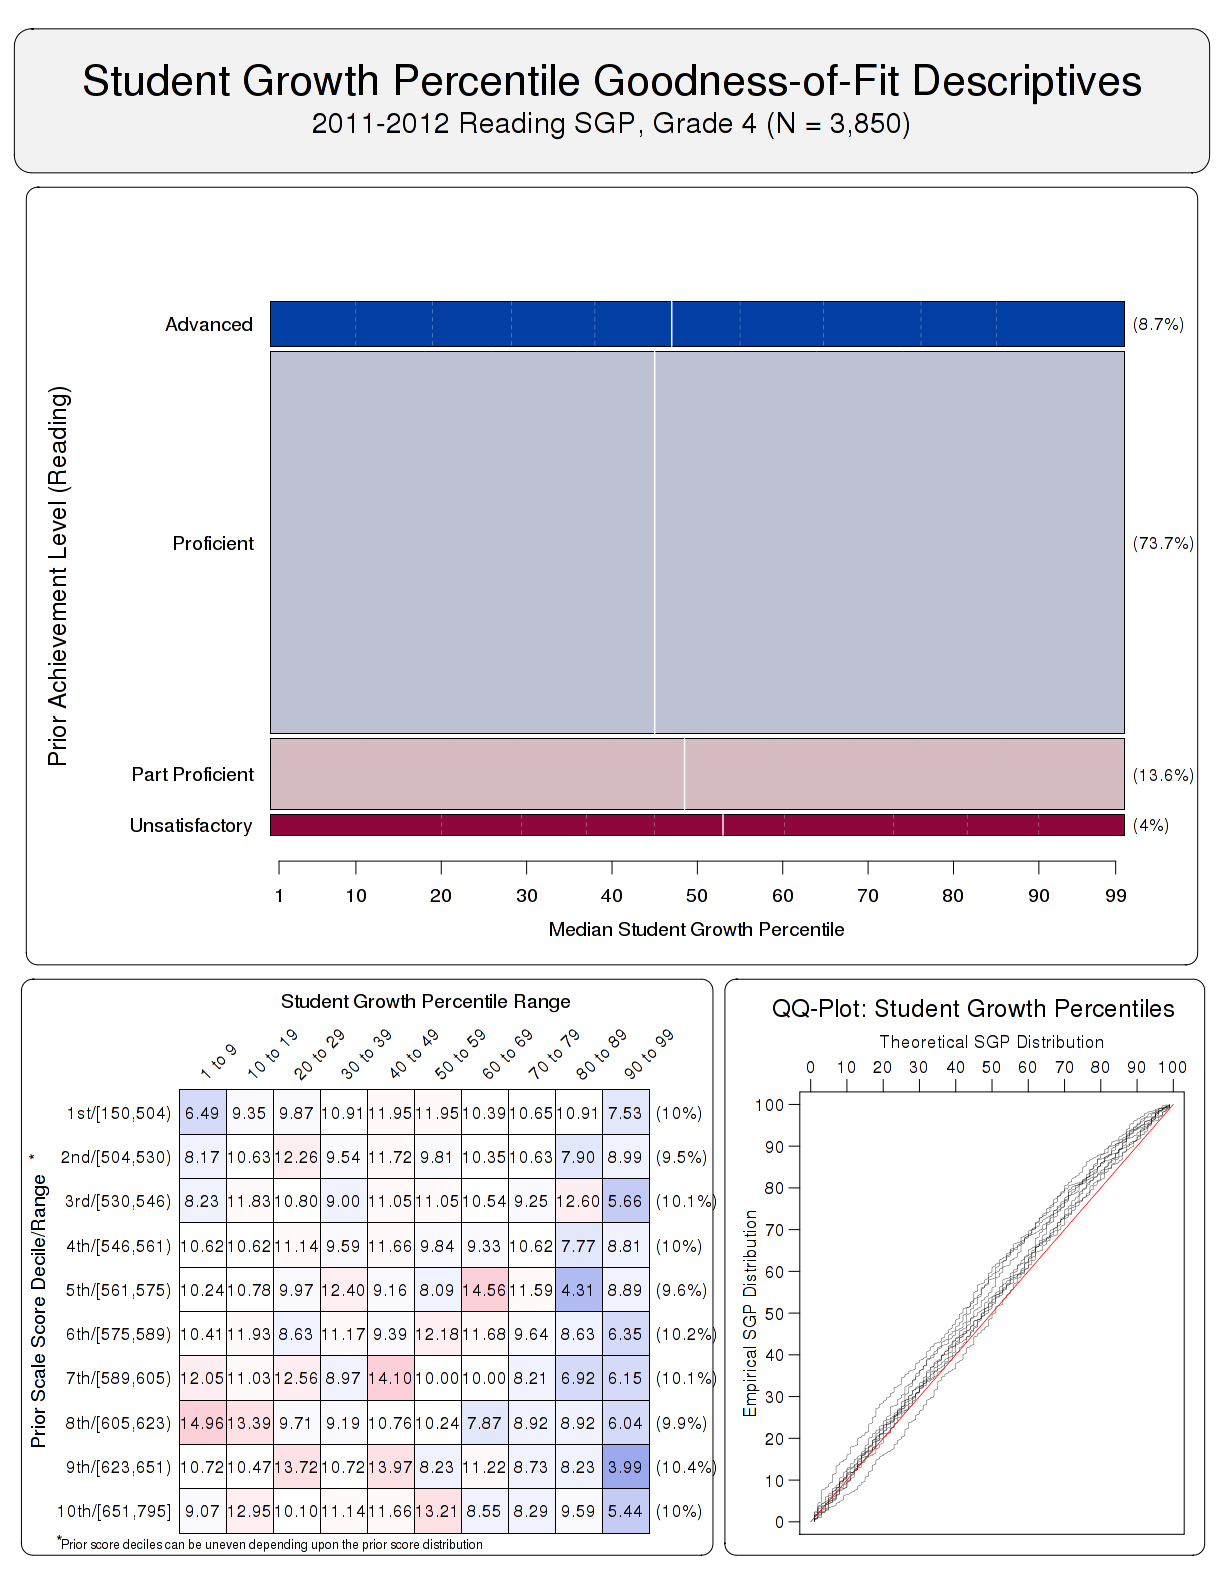 Student Growth Percentile Goodness-of-Fit Descriptives
2011-2012 Reading SGP, Grade 4 (N = 3,850)
Prior Achievement Level (Reading)
Advanced (8.7%)
Proficient (73.7%)
Part Proficient (13.6%)
Unsatisfactory (4%)
1 10 20 30 40 50 60 70 80 90 99
Median Student Growth Percentile
Student Growth Percentile Range
1 to 9 10 to 19 20 to 29 30 to 39 40 to 49 50 to 59 60 to 69 70 to 79 80 to 89 90 to 99
Prior Scale Score Decile/Range *
1st/[150,504) 6.49 9.35 9.87 10.91 11.95 11.95 10.39 10.65 10.91 7.53 (10%)
2nd/[504,530) 8.17 10.63 12.26 9.54 11.72 9.81 10.35 10.63 7.90 8.99 (9.5%)
3rd/[530,546) 8.23 11.83 10.80 9.00 11.05 11.05 10.54 9.25 12.60 5.66 (10.1%)
4th/[546,561) 10.62 10.62 11.14 9.59 11.66 9.84 9.33 10.62 7.77 8.81 (10%)
5th/[561,575) 10.24 10.78 9.97 12.40 9.16 8.09 14.56 11.59 4.31 8.89 (9.6%)
6th/[575,589) 10.41 11.93 8.63 11.17 9.39 12.18 11.68 9.64 8.63 6.35 (10.2%)
7th/[589,605) 12.05 11.03 12.56 8.97 14.10 10.00 10.00 8.21 6.92 6.15 (10.1%)
8th/[605,623) 14.96 13.39 9.71 9.19 10.76 10.24 7.87 8.92 8.92 6.04 (9.9%)
9th/[623,651) 10.72 10.47 13.72 10.72 13.97 8.23 11.22 8.73 8.23 3.99 (10.4%)
10th/[651,795] 9.07 12.95 10.10 11.14 11.66 13.21 8.55 8.29 9.59 5.44 (10%)
*Prior score deciles can be uneven depending upon the prior score distribution
QQ-Plot: Student Growth Percentiles
Theoretical SGP Distribution
0 10 20 30 40 50 60 70 80 90 100
Empirical SGP Distribution
100
90
80
70
60
50
40
30
20
10
0